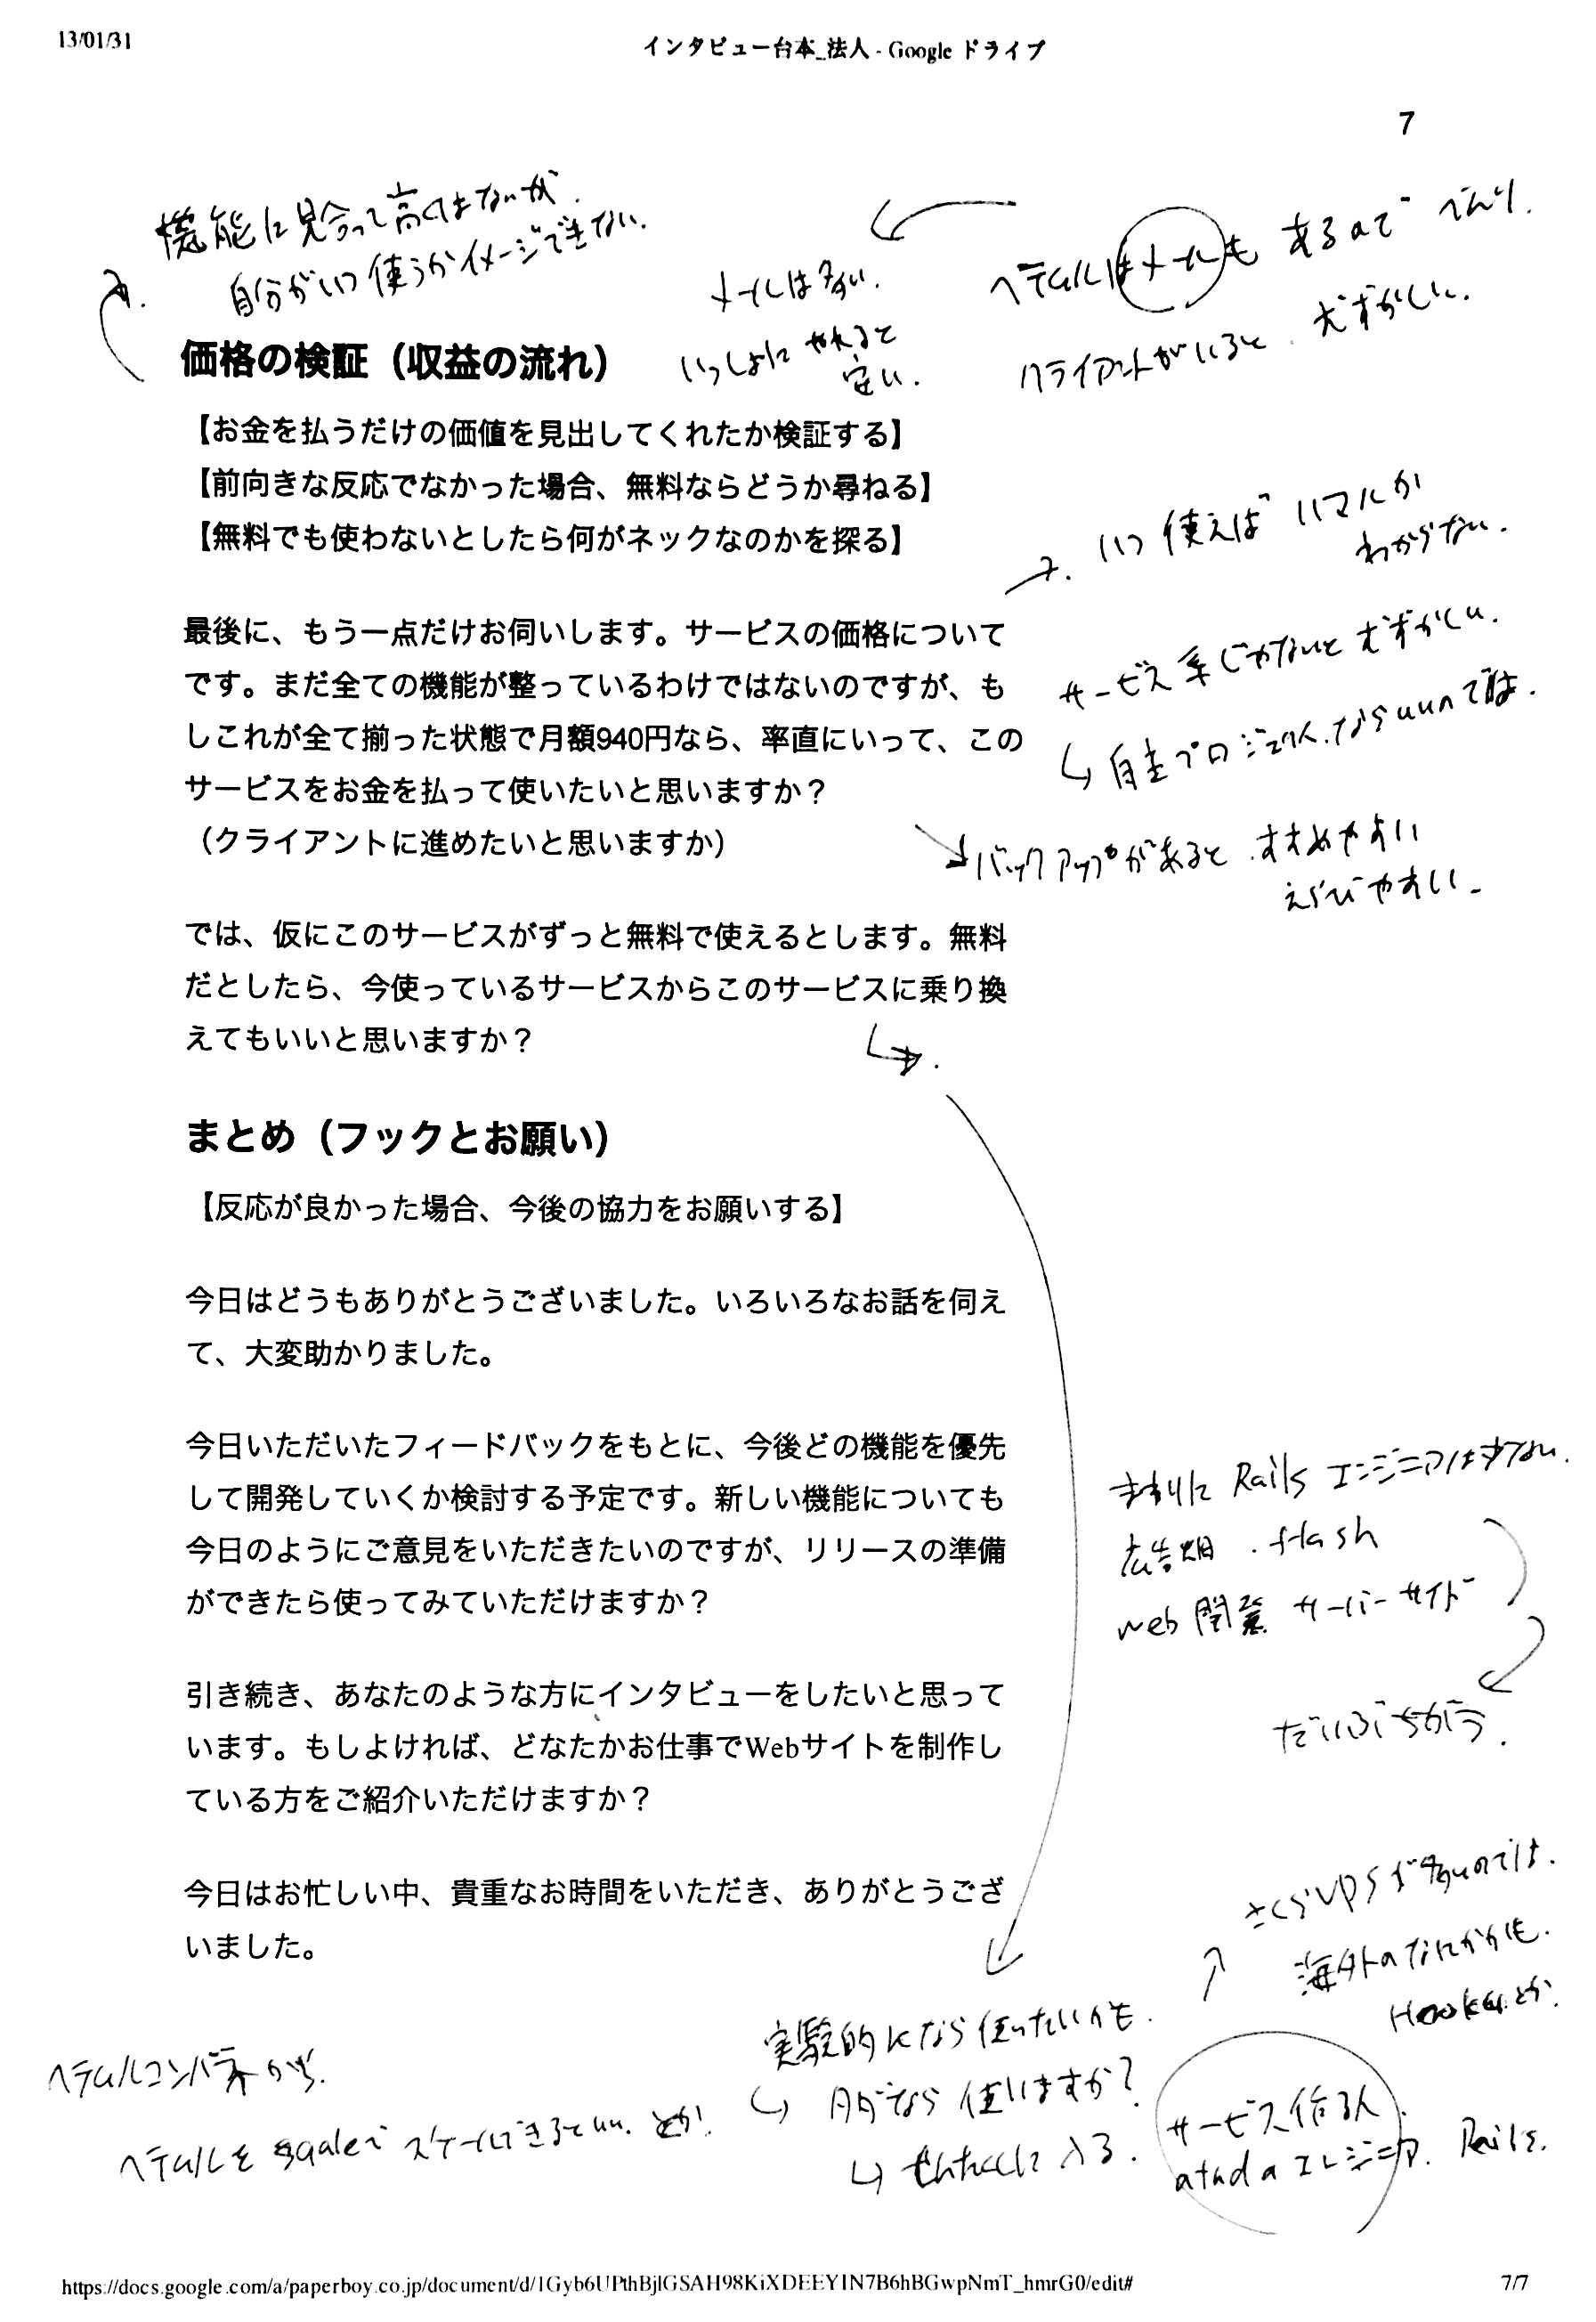 13/01/31
インタビュー台本_法人 - Google ドライブ
7
機能に見合って高くはないが.
自分がいつ使うかイメージできない.
メールは多い.
いっしょに やれると
安い.
ヘテムルはメールも あるので べんり.
クライアントがいると. むずかしい.
価格の検証（収益の流れ）
【お金を払うだけの価値を見出してくれたか検証する】
【前向きな反応でなかった場合、無料ならどうか尋ねる】
【無料でも使わないとしたら何がネックなのかを探る】
いつ 使えば ハマルか
わからない.
最後に、もう一点だけお伺いします。サービスの価格について
です。まだ全ての機能が整っているわけではないのですが、も
しこれが全て揃った状態で月額940円なら、率直にいって、この
サービスをお金を払って使いたいと思いますか？
（クライアントに進めたいと思いますか）
サービス系じゃないと むずかしい.
自主プロジェクト.ならいいのでは.
バックアップがあると.すすめやすい
えらびやすい.
では、仮にこのサービスがずっと無料で使えるとします。無料
だとしたら、今使っているサービスからこのサービスに乗り換
えてもいいと思いますか？
まとめ（フックとお願い）
【反応が良かった場合、今後の協力をお願いする】
今日はどうもありがとうございました。いろいろなお話を伺え
て、大変助かりました。
今日いただいたフィードバックをもとに、今後どの機能を優先
して開発していくか検討する予定です。新しい機能についても
今日のようにご意見をいただきたいのですが、リリースの準備
ができたら使ってみていただけますか？
まわりに Rails エンジニアは少ない.
広告畑 . flash
web 開発 サーバーサイド
だいぶちがう.
引き続き、あなたのような方にインタビューをしたいと思って
います。もしよければ、どなたかお仕事でWebサイトを制作し
ている方をご紹介いただけますか？
今日はお忙しい中、貴重なお時間をいただき、ありがとうござ
いました。
さくらVPSが多いのでは.
海外のなにかかも.
とか.
実験的になら使いたいかも.
使いますか?
せんたくしに入る.
サービス作る人.
エンジニア. Rails.
ヘテムルコンパネ
ヘテムルを スケールできるといい. とか!
https://docs.google.com/a/paperboy.co.jp/document/d/1Gyb6UPthBjlGSAH98KiXDEEYIN7B6hBGwpNmT_hmrG0/edit#
7/7